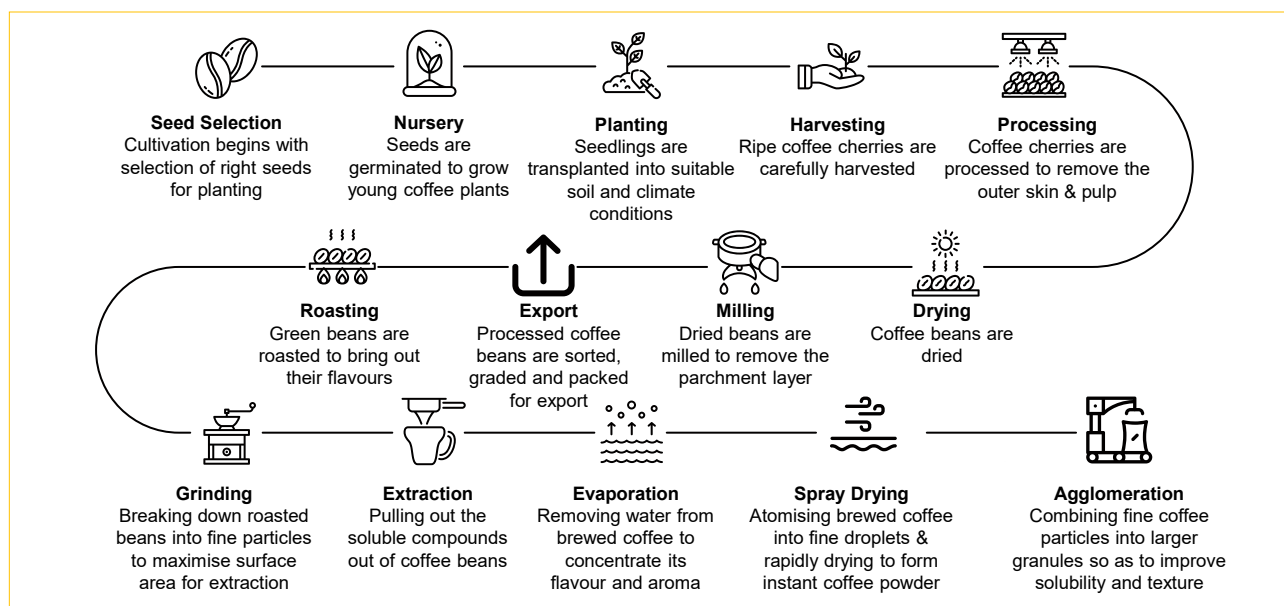 Seed Selection
Cultivation begins with
selection of right seeds
for planting
Nursery
Seeds are
germinated to grow
young coffee plants
Planting
Seedlings are
transplanted into suitable
soil and climate
conditions
Harvesting
Ripe coffee cherries are
carefully harvested
Processing
Coffee cherries are
processed to remove the
outer skin & pulp
Drying
Coffee beans are
dried
Milling
Dried beans are
milled to remove the
parchment layer
Export
Processed coffee
beans are sorted,
graded and packed
for export
Roasting
Green beans are
roasted to bring out
their flavours
Grinding
Breaking down roasted
beans into fine particles
to maximise surface
area for extraction
Extraction
Pulling out the
soluble compounds
out of coffee beans
Evaporation
Removing water from
brewed coffee to
concentrate its
flavour and aroma
Spray Drying
Atomising brewed coffee
into fine droplets &
rapidly drying to form
instant coffee powder
Agglomeration
Combining fine coffee
particles into larger
granules so as to improve
solubility and texture